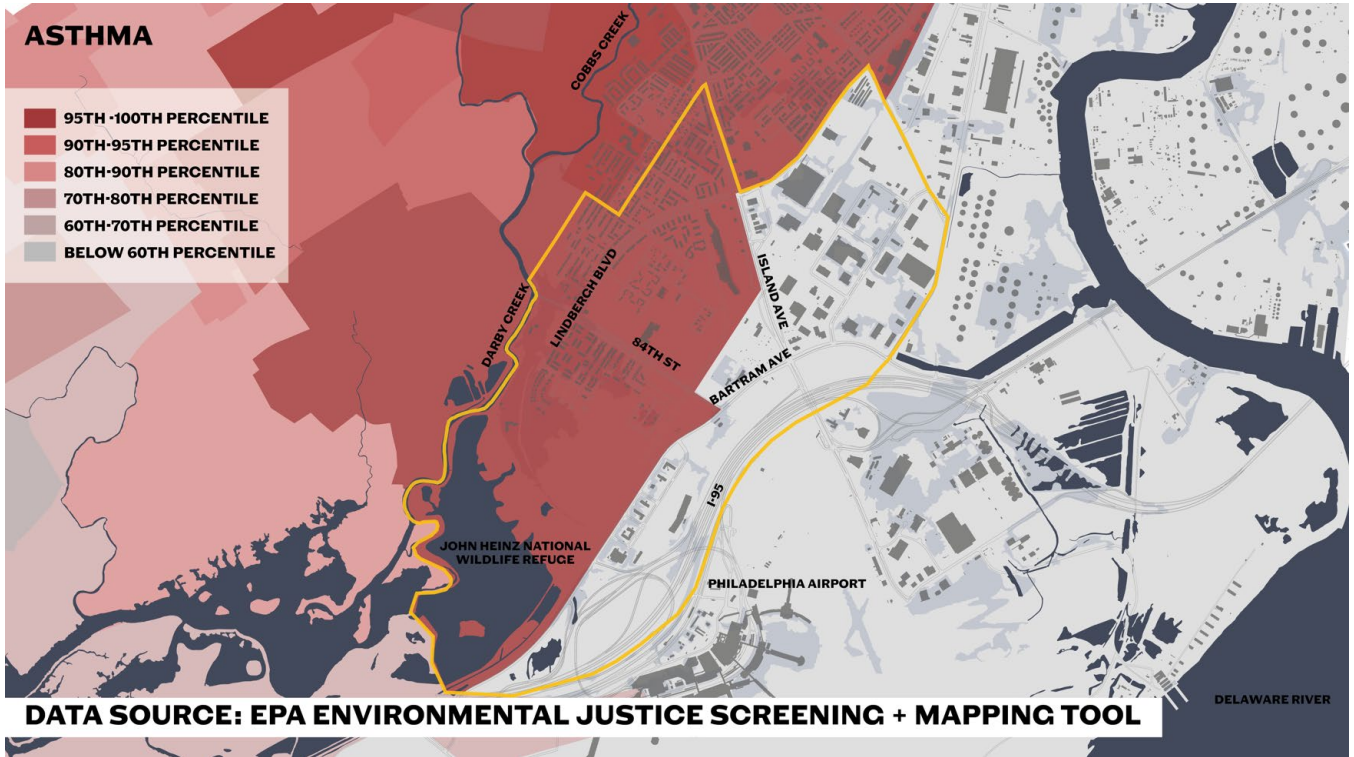 ASTHMA
95TH -100TH PERCENTILE
90TH-95TH PERCENTILE
80TH-90TH PERCENTILE
70TH-80TH PERCENTILE
60TH-70TH PERCENTILE
BELOW 60TH PERCENTILE
COBBS CREEK
DARBY CREEK
LINDBERGH BLVD
84TH ST
ISLAND AVE
BARTRAM AVE
I-95
JOHN HEINZ NATIONAL
WILDLIFE REFUGE
PHILADELPHIA AIRPORT
DELAWARE RIVER
DATA SOURCE: EPA ENVIRONMENTAL JUSTICE SCREENING + MAPPING TOOL